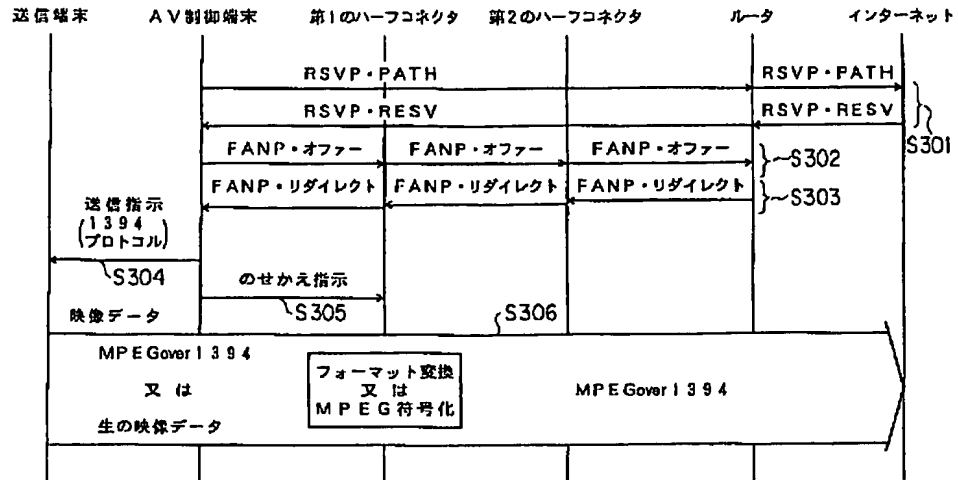 送信端末 AV制御端末 第1のハーフコネクタ 第2のハーフコネクタ ルータ インターネット
RSVP・PATH RSVP・PATH
RSVP・RESV RSVP・RESV
S301
FANP・オファー FANP・オファー FANP・オファー S302
FANP・リダイレクト FANP・リダイレクト FANP・リダイレクト S303
送信指示
(1394
プロトコル)
S304
のせかえ指示
S305
S306
映像データ
MPEGover1394
又は
生の映像データ
フォーマット変換
又は
MPEG符号化
MPEGover1394